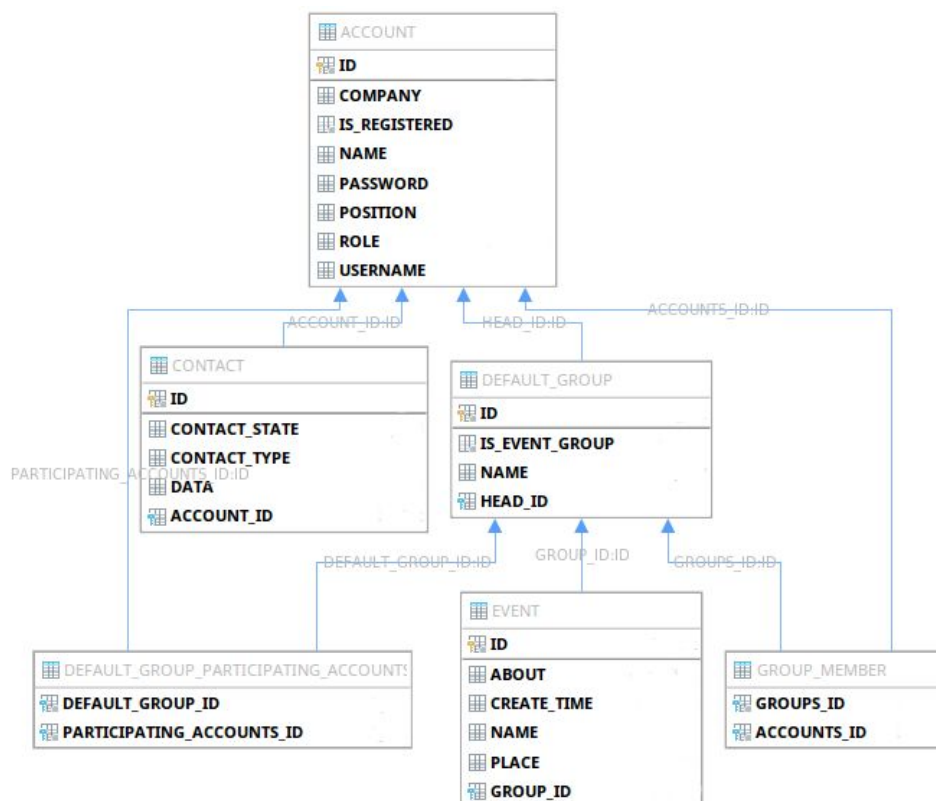 ACCOUNT
ID
COMPANY
IS_REGISTERED
NAME
PASSWORD
POSITION
ROLE
USERNAME
ACCOUNT_ID:ID
HEAD_ID:ID
ACCOUNTS_ID:ID
CONTACT
ID
CONTACT_STATE
CONTACT_TYPE
DATA
ACCOUNT_ID
DEFAULT_GROUP
ID
IS_EVENT_GROUP
NAME
HEAD_ID
PARTICIPATING_ACCOUNTS_ID:ID
DEFAULT_GROUP_ID:ID
GROUP_ID:ID
GROUPS_ID:ID
DEFAULT_GROUP_PARTICIPATING_ACCOUNTS
DEFAULT_GROUP_ID
PARTICIPATING_ACCOUNTS_ID
EVENT
ID
ABOUT
CREATE_TIME
NAME
PLACE
GROUP_ID
GROUP_MEMBER
GROUPS_ID
ACCOUNTS_ID